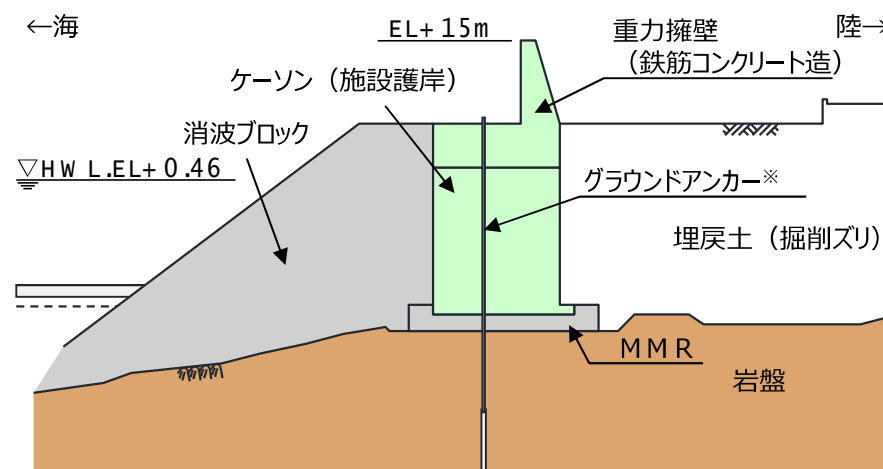 ←海
EL+15m
重力擁壁
陸→
（鉄筋コンクリート造）
ケーソン（施設護岸）
消波ブロック
▽HWL.EL+0.46
グラウンドアンカー※
埋戻土（掘削ズリ）
MMR
岩盤